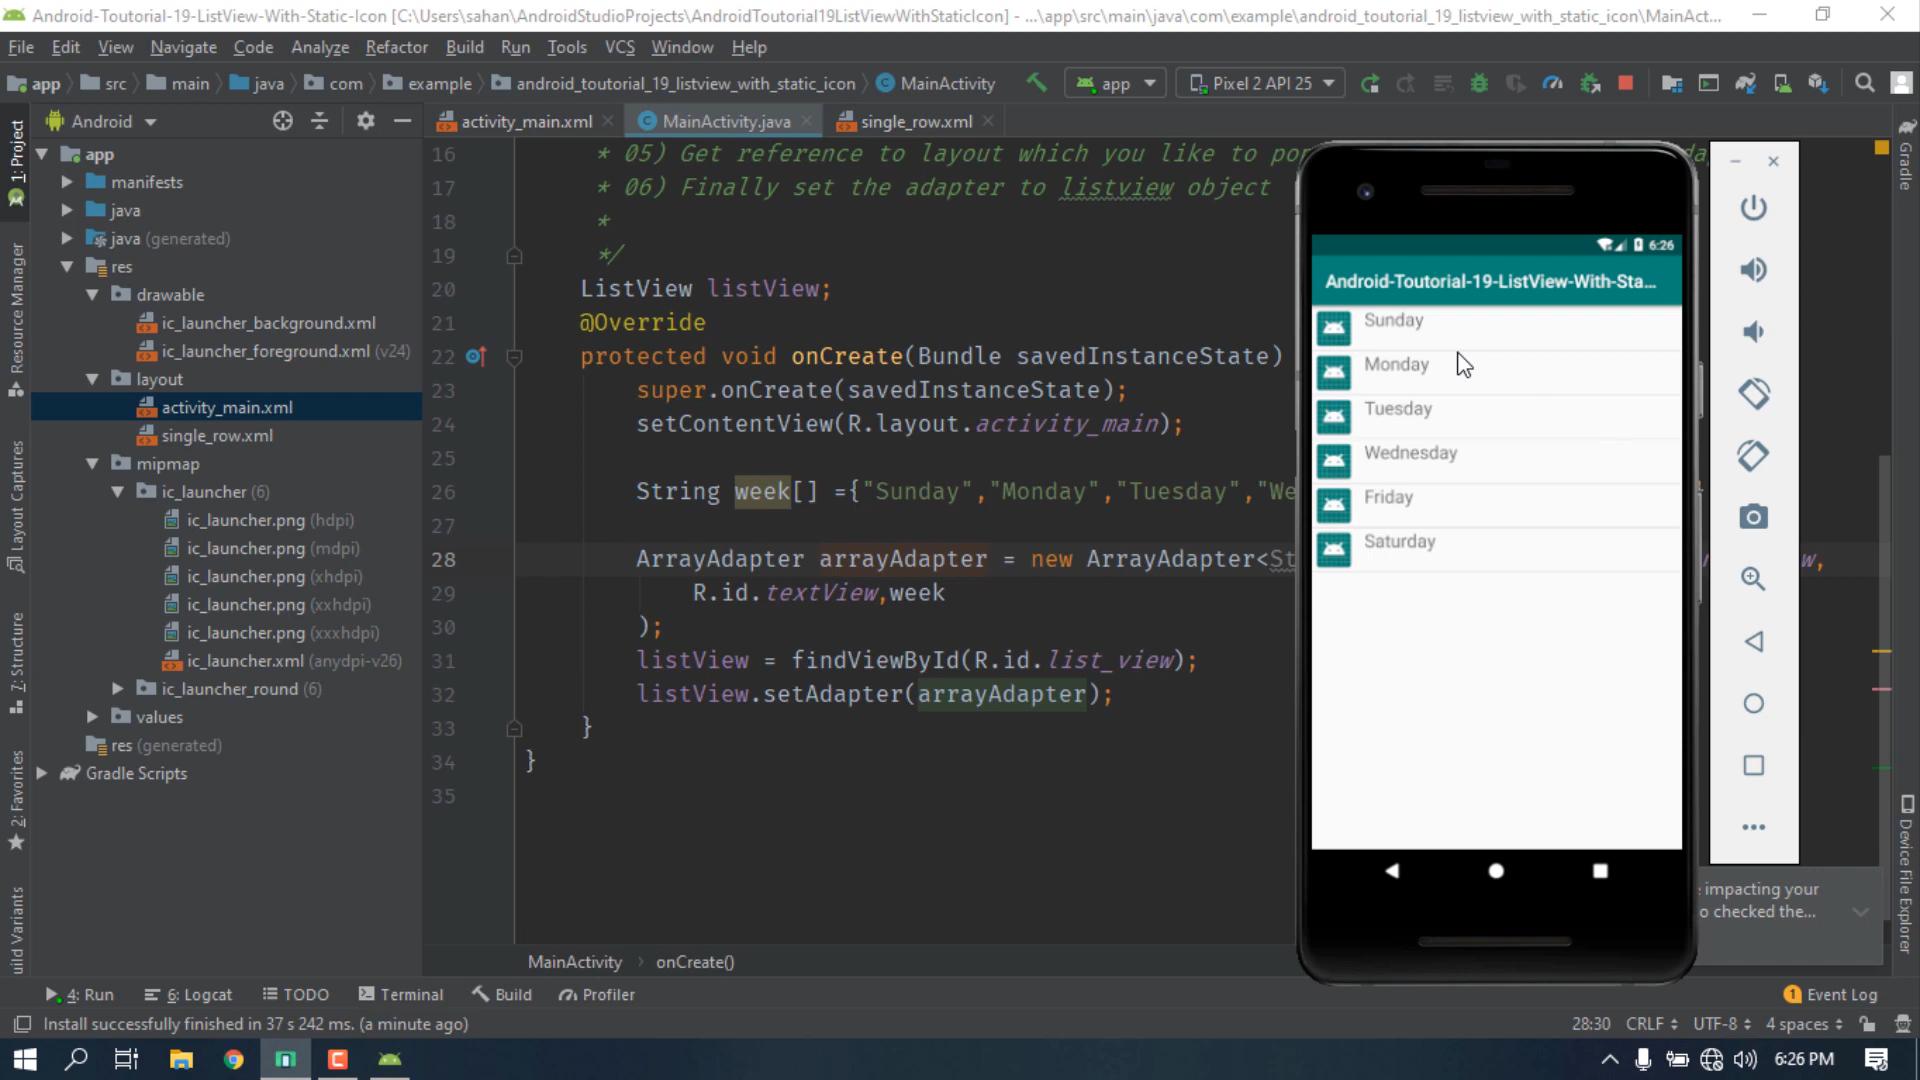 Android-Toutorial-19-ListView-With-Static-Icon [C:\Users\sahan\AndroidStudioProjects\AndroidToutorial19ListViewWithStaticIcon] - ...\app\src\main\java\com\example\android_toutorial_19_listview_with_static_icon\MainAct...
File Edit View Navigate Code Analyze Refactor Build Run Tools VCS Window Help
app src main java com example android_toutorial_19_listview_with_static_icon MainActivity app Pixel 2 API 25
1: Project
Resource Manager
Layout Captures
7: Structure
2: Favorites
uild Variants
Android
app
manifests
java
java (generated)
res
drawable
ic_launcher_background.xml
ic_launcher_foreground.xml (v24)
layout
activity_main.xml
single_row.xml
mipmap
ic_launcher (6)
ic_launcher.png (hdpi)
ic_launcher.png (mdpi)
ic_launcher.png (xhdpi)
ic_launcher.png (xxhdpi)
ic_launcher.png (xxxhdpi)
ic_launcher.xml (anydpi-v26)
ic_launcher_round (6)
values
res (generated)
Gradle Scripts
activity_main.xml MainActivity.java single_row.xml
16 * 05) Get reference to layout which you like to por
17 * 06) Finally set the adapter to listview object
18 *
19 */
20 ListView listView;
21 @Override
22 protected void onCreate(Bundle savedInstanceState)
23 super.onCreate(savedInstanceState);
24 setContentView(R.layout.activity_main);
25
26 String week[] ={"Sunday","Monday","Tuesday","We
27
28 ArrayAdapter arrayAdapter = new ArrayAdapter<St w,
29 R.id.textView,week
30 );
31 listView = findViewById(R.id.list_view);
32 listView.setAdapter(arrayAdapter);
33 }
34 }
35
MainActivity onCreate()
6:26
Android-Toutorial-19-ListView-With-Sta...
Sunday
Monday
Tuesday
Wednesday
Friday
Saturday
impacting your
o checked the...
Gradle
Device File Explorer
4: Run 6: Logcat TODO Terminal Build Profiler 1 Event Log
Install successfully finished in 37 s 242 ms. (a minute ago) 28:30 CRLF UTF-8 4 spaces
6:26 PM